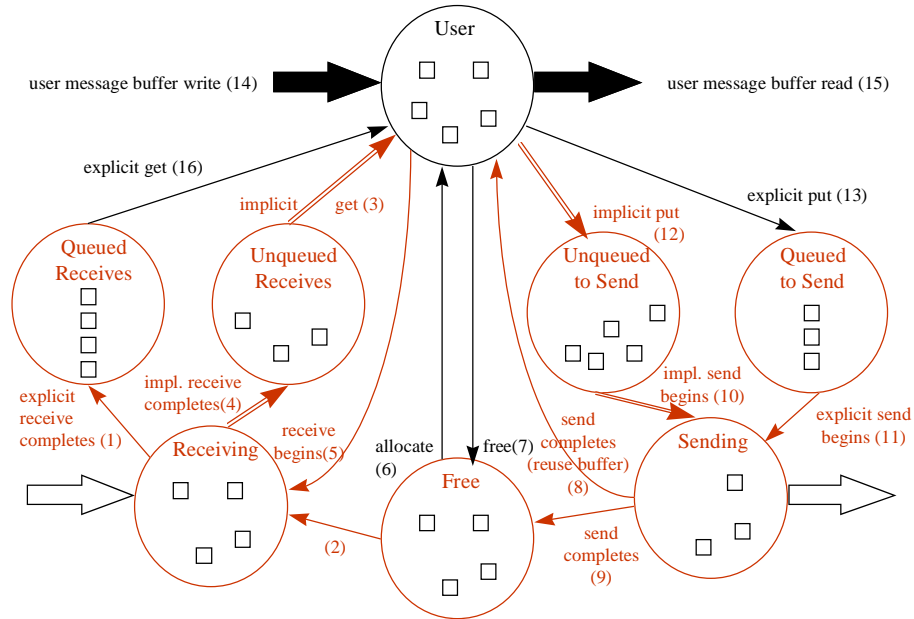 User
user message buffer write (14)
user message buffer read (15)
explicit get (16)
implicit
get (3)
explicit put (13)
implicit put
(12)
Queued
Receives
Unqueued
Receives
Unqueued
to Send
Queued
to Send
explicit
receive
completes (1)
impl. receive
completes(4)
receive
begins(5)
allocate
(6)
free(7)
send
completes
(reuse buffer)
(8)
impl. send
begins (10)
explicit send
begins (11)
Receiving
Free
Sending
(2)
send
completes
(9)